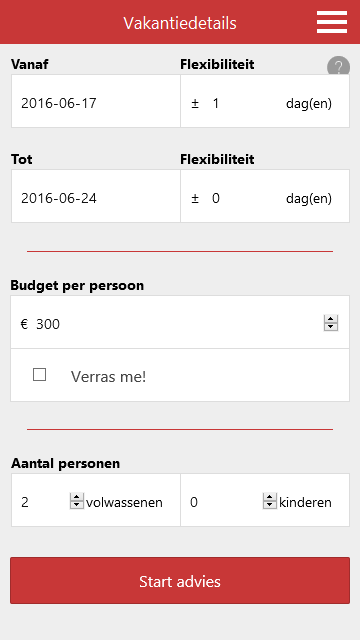 Vakantiedetails
Vanaf Flexibiliteit ?
2016-06-17 ± 1 dag(en)
Tot Flexibiliteit
2016-06-24 ± 0 dag(en)
Budget per persoon
€ 300
Verras me!
Aantal personen
2 volwassenen 0 kinderen
Start advies